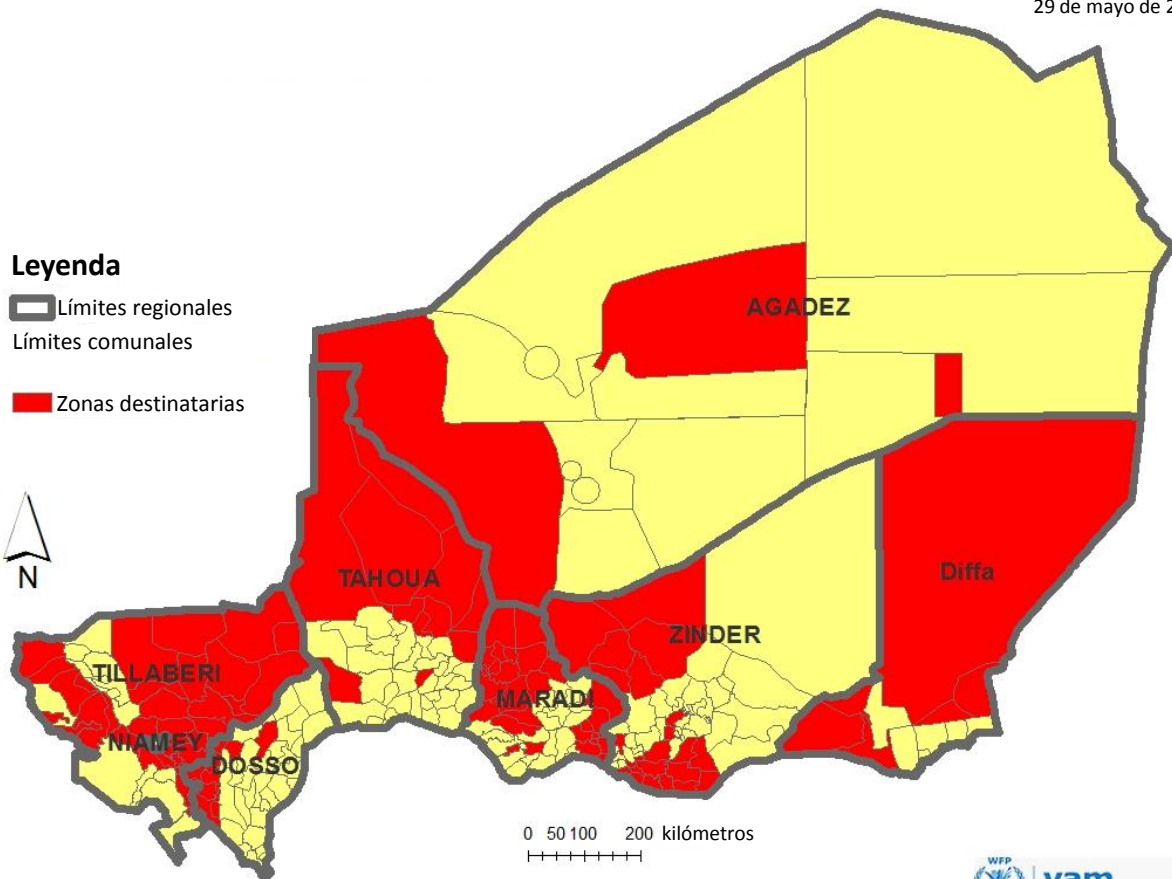 29 de mayo de 2
Leyenda
Límites regionales
Límites comunales
Zonas destinatarias
N
AGADEZ
TAHOUA
Diffa
ZINDER
TILLABERI
MARADI
NIAMEY
DOSSO
0 50 100 200 kilómetros
WFP
vam